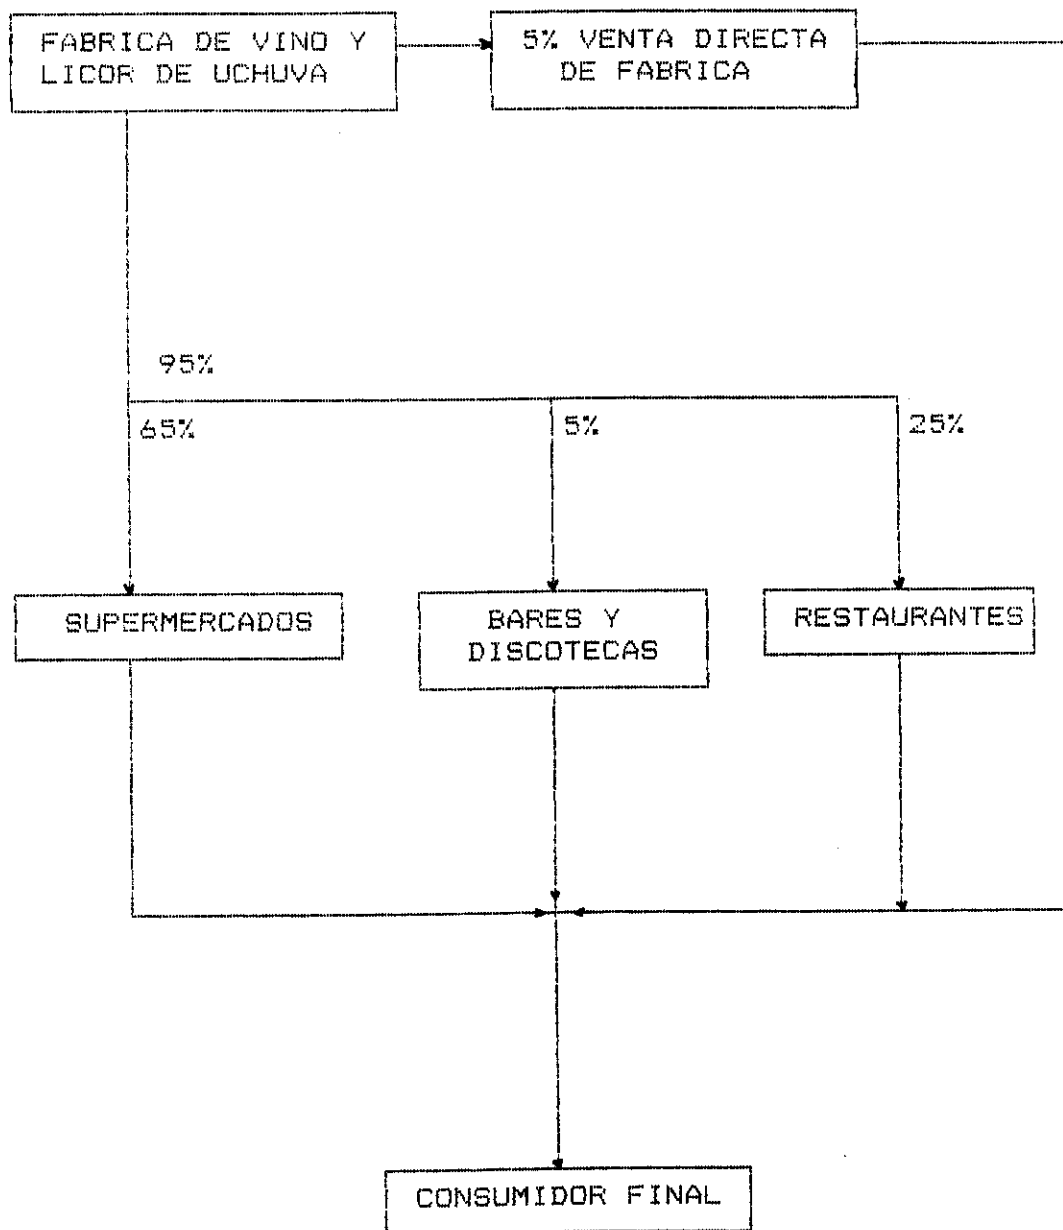 FABRICA DE VINO Y
LICOR DE UCHUVA
5% VENTA DIRECTA
DE FABRICA
95%
65%
5%
25%
SUPERMERCADOS
BARES Y
DISCOTECAS
RESTAURANTES
CONSUMIDOR FINAL